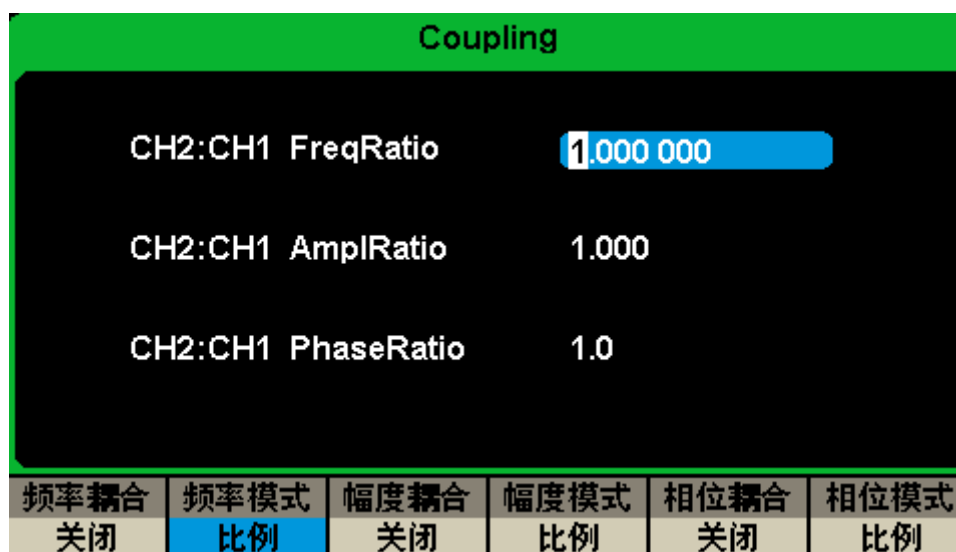 Coupling
CH2:CH1 FreqRatio 1.000 000
CH2:CH1 AmplRatio 1.000
CH2:CH1 PhaseRatio 1.0
频率耦合 频率模式 幅度耦合 幅度模式 相位耦合 相位模式
关闭 比例 关闭 比例 关闭 比例